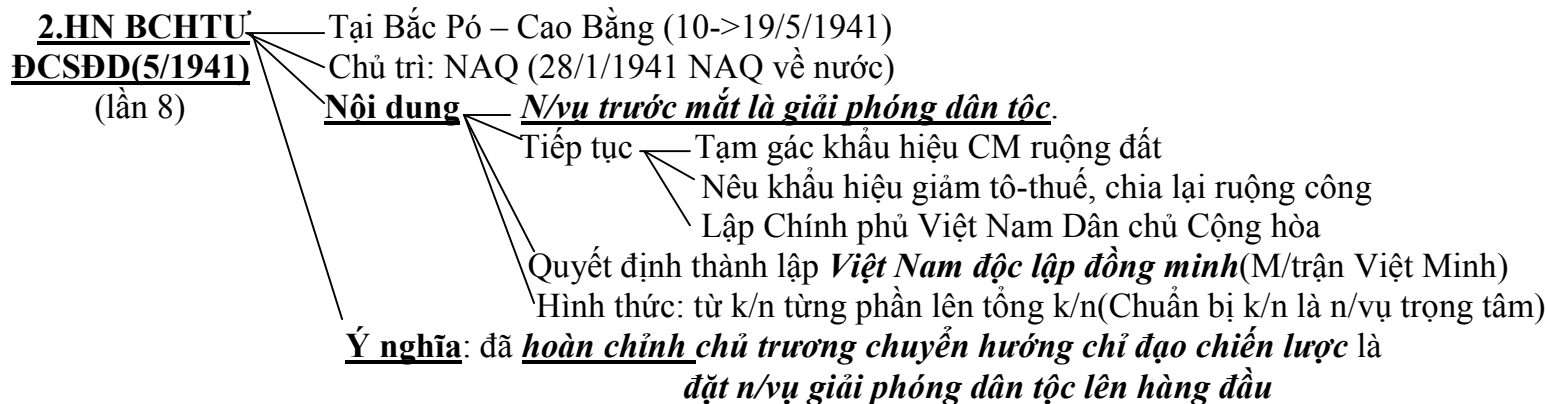 2.HN BCHTƯ Tại Bắc Pó – Cao Bằng (10->19/5/1941)
ĐCSĐD(5/1941) Chủ trì: NAQ (28/1/1941 NAQ về nước)
(lần 8) Nội dung N/vụ trước mắt là giải phóng dân tộc.
Tiếp tục Tạm gác khẩu hiệu CM ruộng đất
Nêu khẩu hiệu giảm tô-thuế, chia lại ruộng công
Lập Chính phủ Việt Nam Dân chủ Cộng hòa
Quyết định thành lập Việt Nam độc lập đồng minh(M/trận Việt Minh)
Hình thức: từ k/n từng phần lên tổng k/n(Chuẩn bị k/n là n/vụ trọng tâm)
Ý nghĩa: đã hoàn chỉnh chủ trương chuyển hướng chỉ đạo chiến lược là
đặt n/vụ giải phóng dân tộc lên hàng đầu